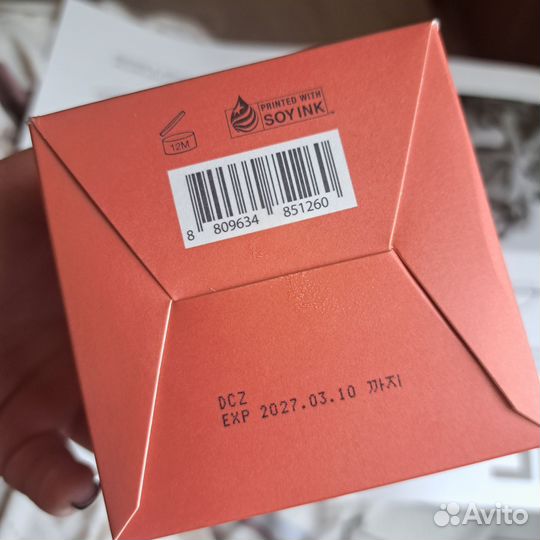 12M
PRINTED WITH
SOY INK
8 809634 851260
DCZ
EXP 2027.03.10 까지
Avito